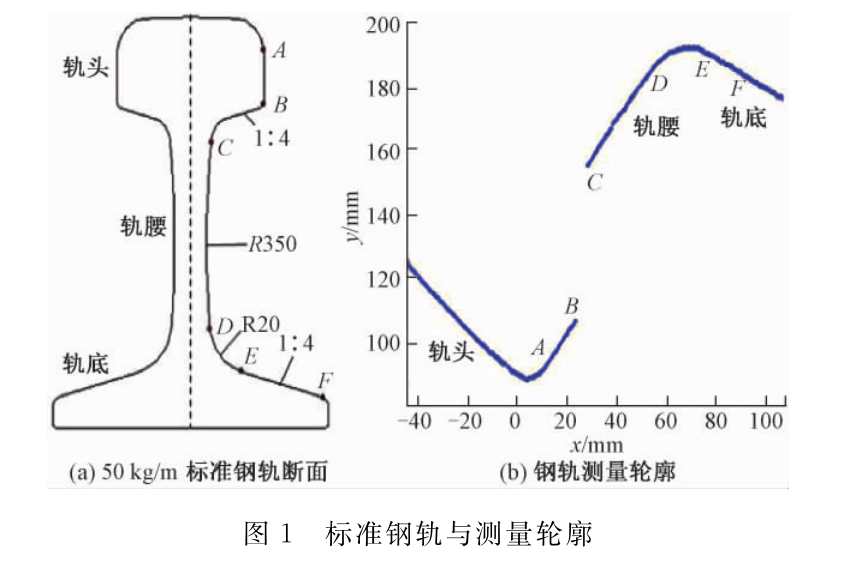 轨头
A
B
1∶4
C
轨腰
R350
D
R20
E
1∶4
轨底
F
(a) 50 kg/m 标准钢轨断面
200
180
160
140
120
100
y/mm
−40 −20 0 20 40 60 80 100
x/mm
轨头
A
B
C
轨腰
D
E
F
轨底
(b) 钢轨测量轮廓
图 1 标准钢轨与测量轮廓